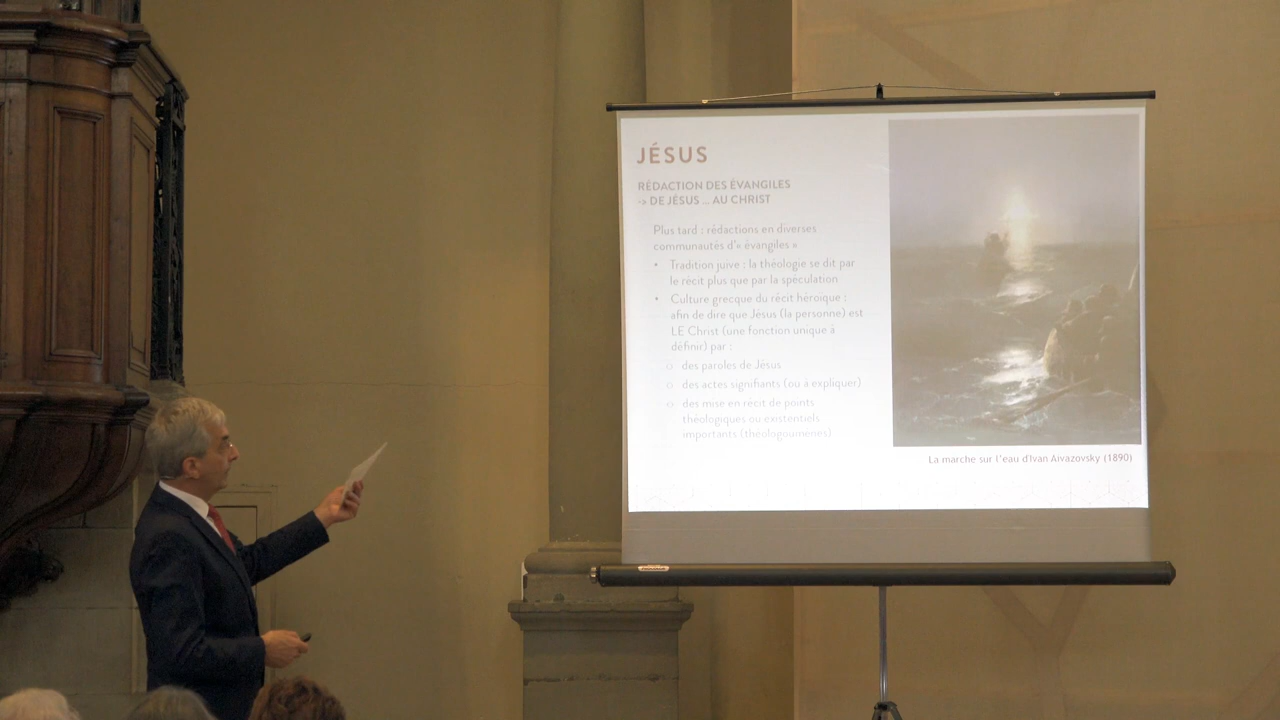 JÉSUS
RÉDACTION DES ÉVANGILES
-> DE JÉSUS ... AU CHRIST
Plus tard : rédactions en diverses
communautés d'« évangiles »
• Tradition juive : la théologie se dit par
le récit plus que par la spéculation
• Culture grecque du récit héroïque :
afin de dire que Jésus (la personne) est
LE Christ (une fonction unique à
définir) par :
o des paroles de Jésus
o des actes signifiants (ou à expliquer)
o des mise en récit de points
théologiques ou existentiels
importants (théologoumènes)
La marche sur l'eau d'Ivan Aïvazovsky (1890)